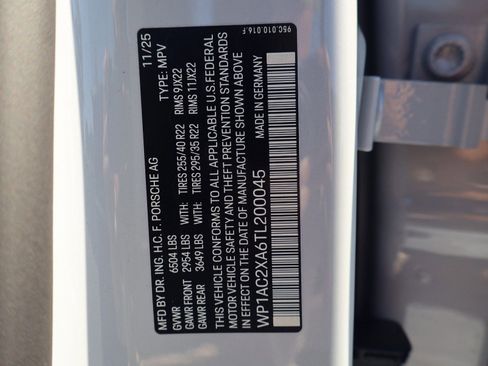 95C.010.016.F
MFD BY DR. ING. H.C. F. PORSCHE AG 11/25
GVWR 6504 LBS TYPE: MPV
GAWR FRONT 2954 LBS WITH: TIRES 255/40 R22 RIMS 9JX22
GAWR REAR 3649 LBS WITH: TIRES 295/35 R22 RIMS 11JX22
THIS VEHICLE CONFORMS TO ALL APPLICABLE U.S. FEDERAL
MOTOR VEHICLE SAFETY AND THEFT PREVENTION STANDARDS
IN EFFECT ON THE DATE OF MANUFACTURE SHOWN ABOVE
WP1AC2XA6TL200045 MADE IN GERMANY